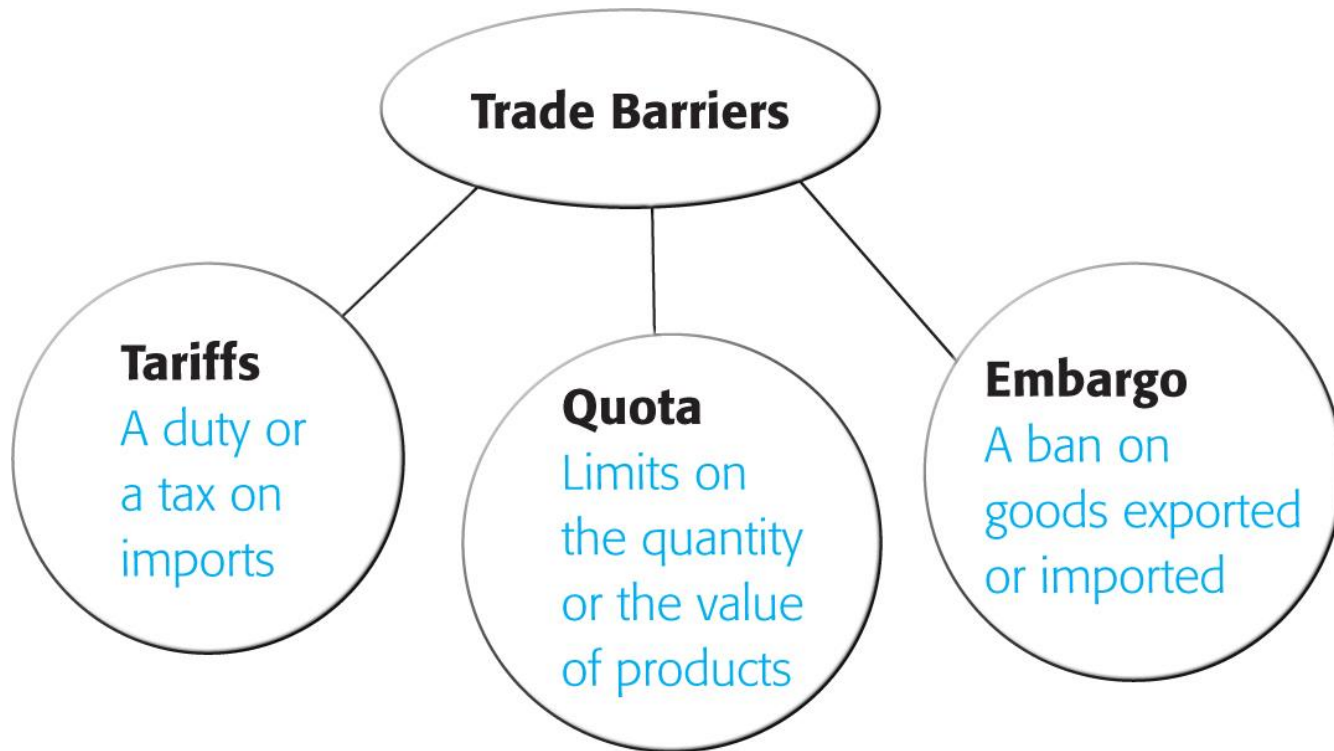 Trade Barriers
Tariffs
A duty or
a tax on
imports
Quota
Limits on
the quantity
or the value
of products
Embargo
A ban on
goods exported
or imported